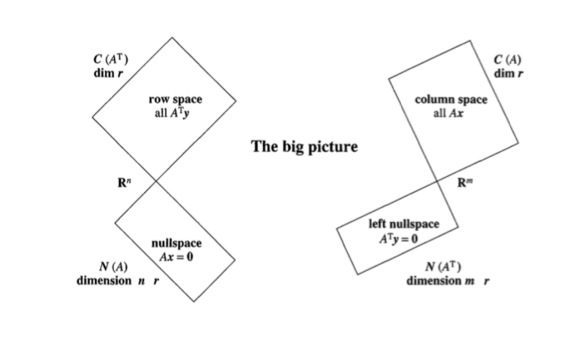 C (Aᵀ)
dim r
row space
all Aᵀy
Rⁿ
nullspace
Ax = 0
N (A)
dimension n r
The big picture
C (A)
dim r
column space
all Ax
Rᵐ
left nullspace
Aᵀy = 0
N (Aᵀ)
dimension m r